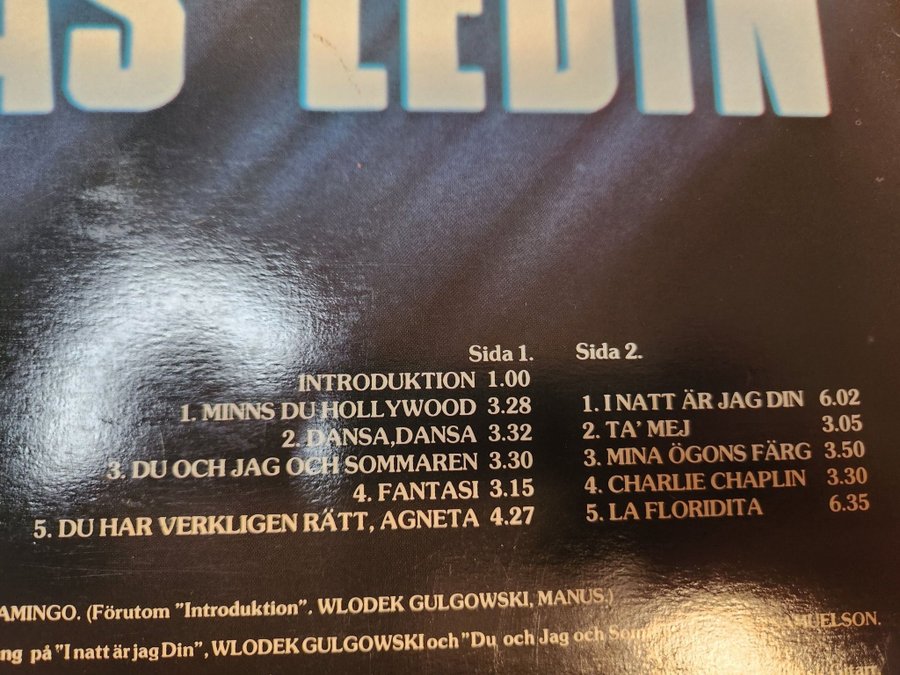 AS LEDIN
Sida 1.
INTRODUKTION 1.00
1. MINNS DU HOLLYWOOD 3.28
2. DANSA,DANSA 3.32
3. DU OCH JAG OCH SOMMAREN 3.30
4. FANTASI 3.15
5. DU HAR VERKLIGEN RÄTT, AGNETA 4.27
Sida 2.
1. I NATT ÄR JAG DIN 6.02
2. TA' MEJ 3.05
3. MINA ÖGONS FÄRG 3.50
4. CHARLIE CHAPLIN 3.30
5. LA FLORIDITA 6.35
AMINGO. (Förutom "Introduktion". WLODEK GULGOWSKI, MANUS.)
ng på "I natt är jag Din", WLODEK GULGOWSKI och "Du och Jag och Som AMUELSON.
Gitarr.